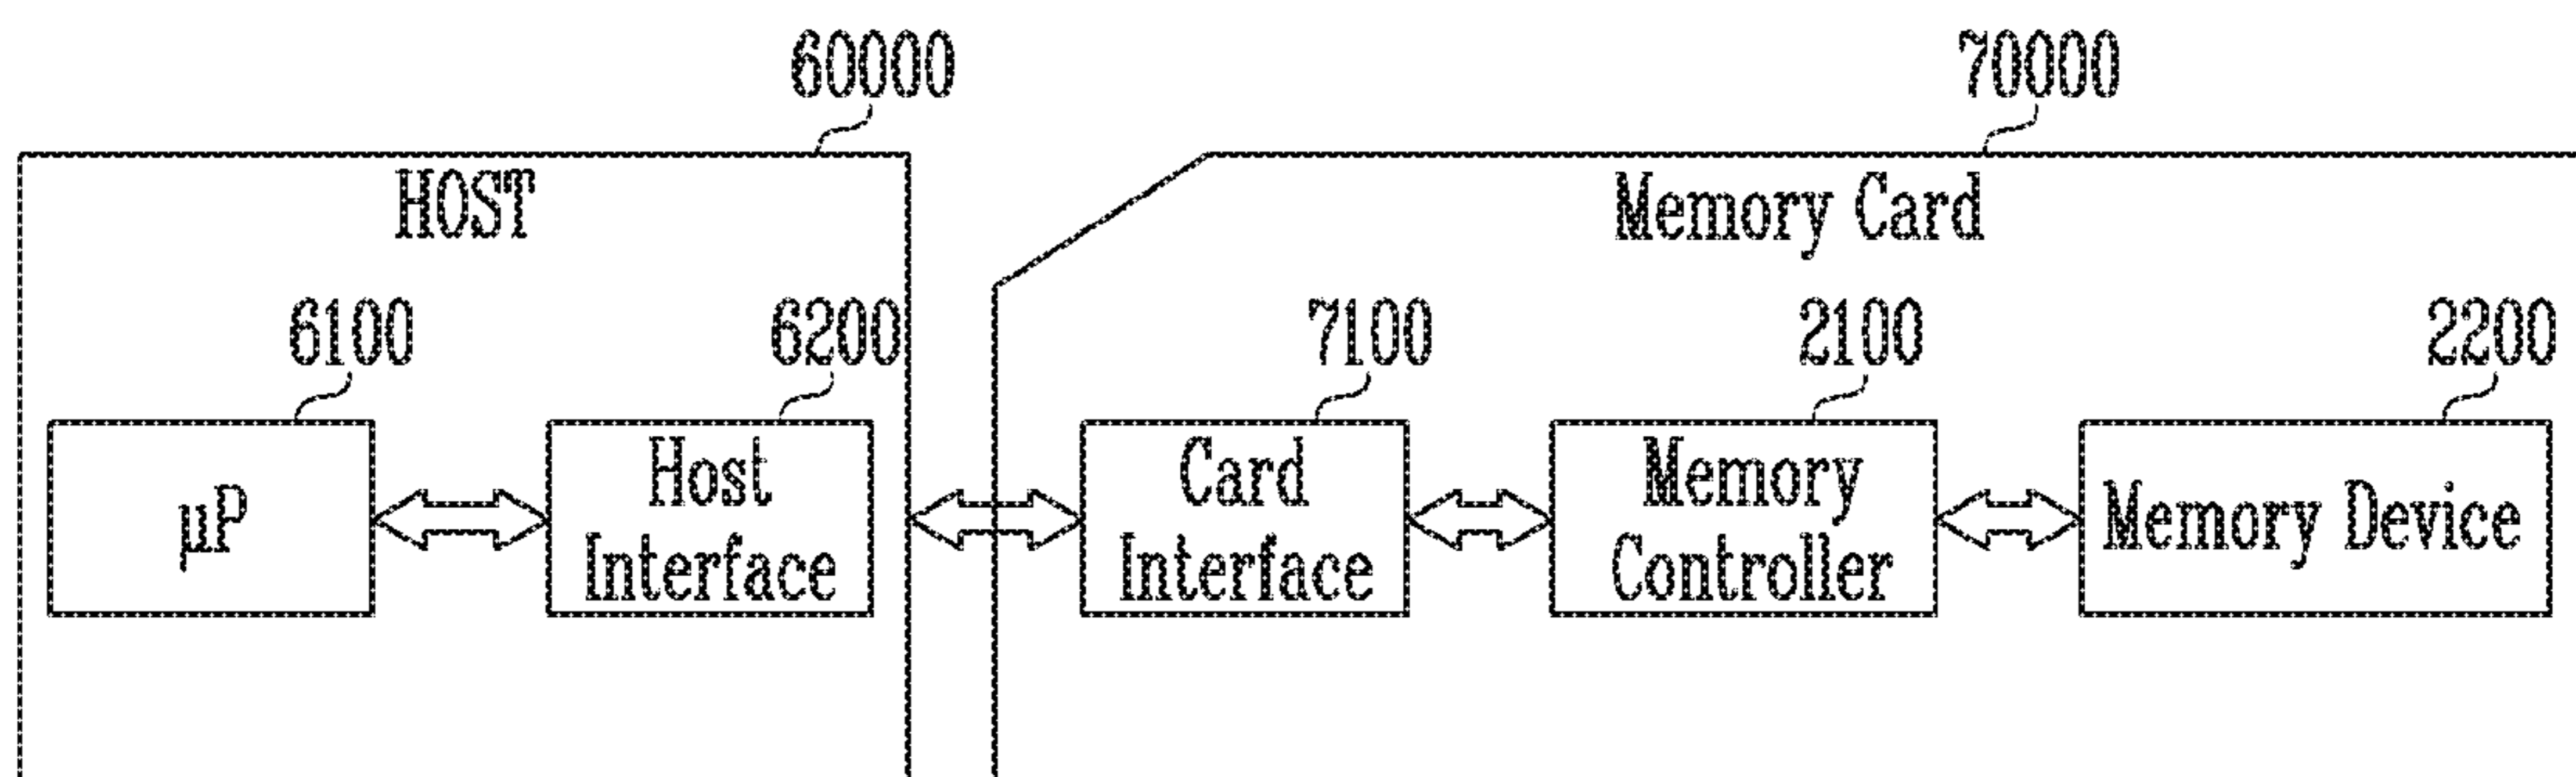 60000
70000
HOST
Memory Card
6100
6200
7100
2100
2200
μP
Host
Interface
Card
Interface
Memory
Controller
Memory Device